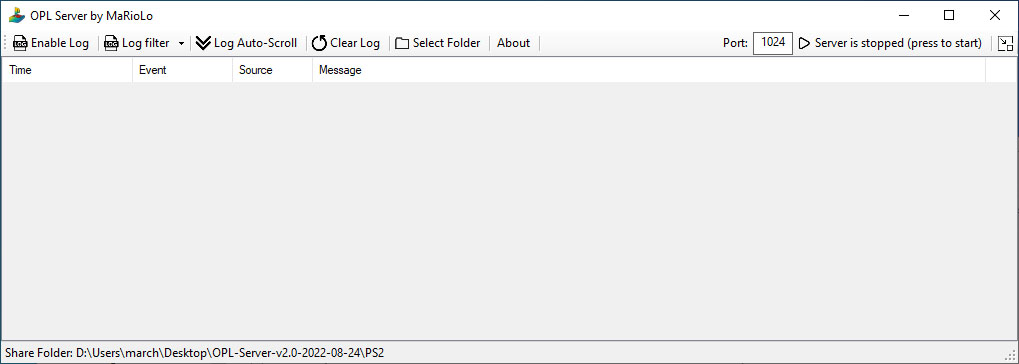 OPL Server by MaRioLo
LOG Enable Log LOG Log filter Log Auto-Scroll Clear Log Select Folder About Port: 1024 Server is stopped (press to start)
Time Event Source Message
Share Folder: D:\Users\march\Desktop\OPL-Server-v2.0-2022-08-24\PS2